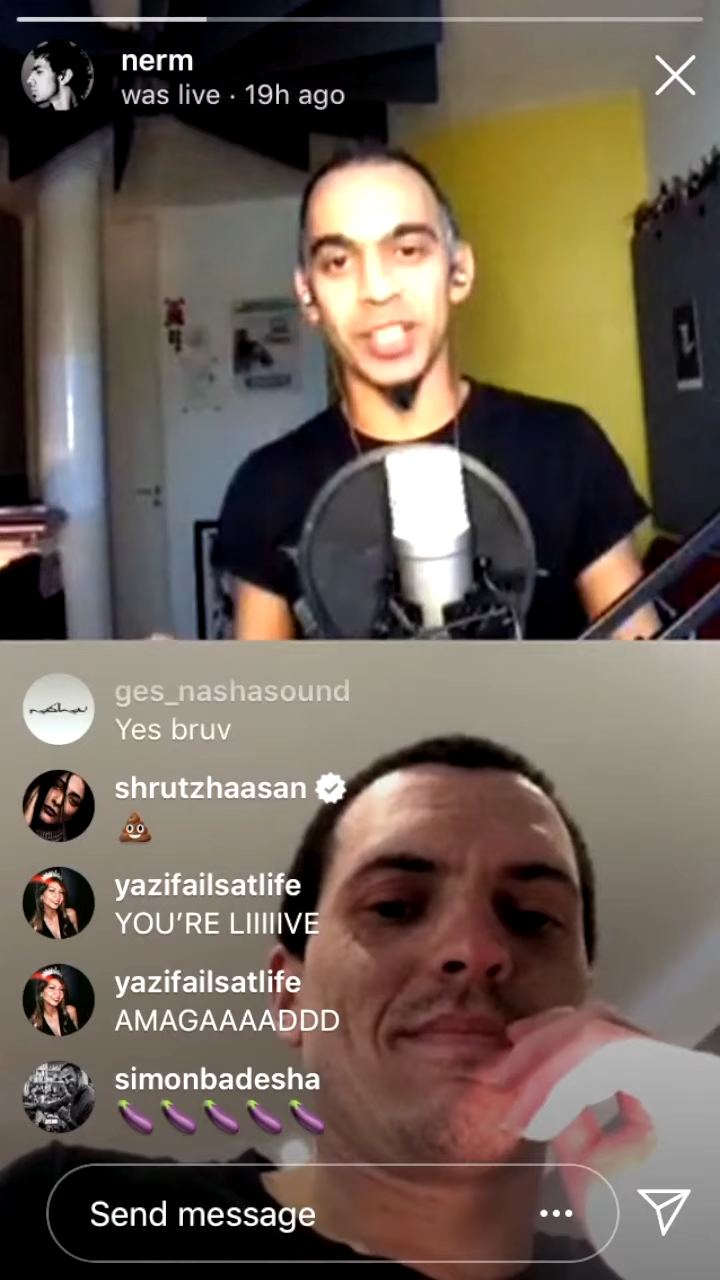 nerm
was live · 19h ago
ges_nashasound
Yes bruv
shrutzhaasan
💩
yazifailsatlife
YOU’RE LIIIIIVE
yazifailsatlife
AMAGAAAADDD
simonbadesha
🍆🍆🍆🍆🍆
Send message